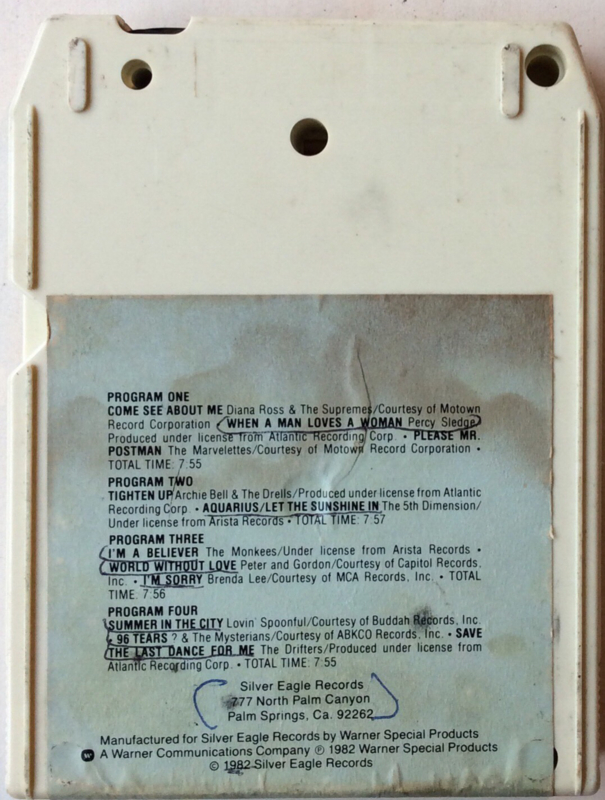 PROGRAM ONE
COME SEE ABOUT ME Diana Ross & The Supremes/Courtesy of Motown
Record Corporation • WHEN A MAN LOVES A WOMAN Percy Sledge/
Produced under license from Atlantic Recording Corp. • PLEASE MR.
POSTMAN The Marvelettes/Courtesy of Motown Record Corporation •
TOTAL TIME: 7:55
PROGRAM TWO
TIGHTEN UP Archie Bell & The Drells/Produced under license from Atlantic
Recording Corp. • AQUARIUS/LET THE SUNSHINE IN The 5th Dimension/
Under license from Arista Records • TOTAL TIME: 7:57
PROGRAM THREE
I'M A BELIEVER The Monkees/Under license from Arista Records •
WORLD WITHOUT LOVE Peter and Gordon/Courtesy of Capitol Records,
Inc. • I'M SORRY Brenda Lee/Courtesy of MCA Records, Inc. • TOTAL
TIME: 7:56
PROGRAM FOUR
SUMMER IN THE CITY Lovin' Spoonful/Courtesy of Buddah Records, Inc.
• 96 TEARS ? & The Mysterians/Courtesy of ABKCO Records, Inc. • SAVE
THE LAST DANCE FOR ME The Drifters/Produced under license from
Atlantic Recording Corp. • TOTAL TIME: 7:55
Silver Eagle Records
777 North Palm Canyon
Palm Springs, Ca. 92262
Manufactured for Silver Eagle Records by Warner Special Products
W A Warner Communications Company ℗ 1982 Warner Special Products
© 1982 Silver Eagle Records